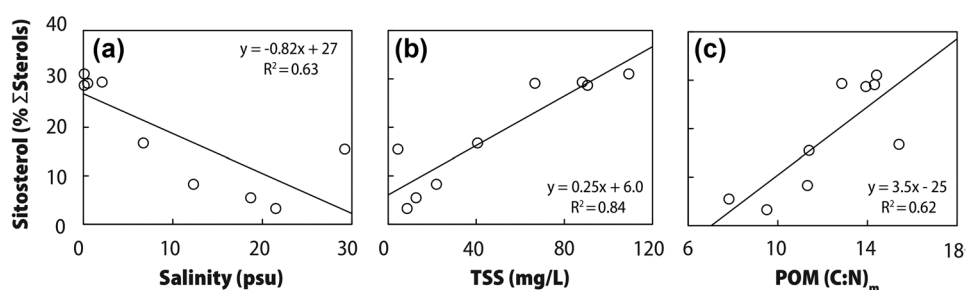 Sitosterol (% ΣSterols)
40
30
20
10
0
(a)
y = -0.82x + 27
R² = 0.63
0 10 20 30
Salinity (psu)
(b)
y = 0.25x + 6.0
R² = 0.84
0 40 80 120
TSS (mg/L)
(c)
y = 3.5x - 25
R² = 0.62
6 10 14 18
POM (C:N)ₘ